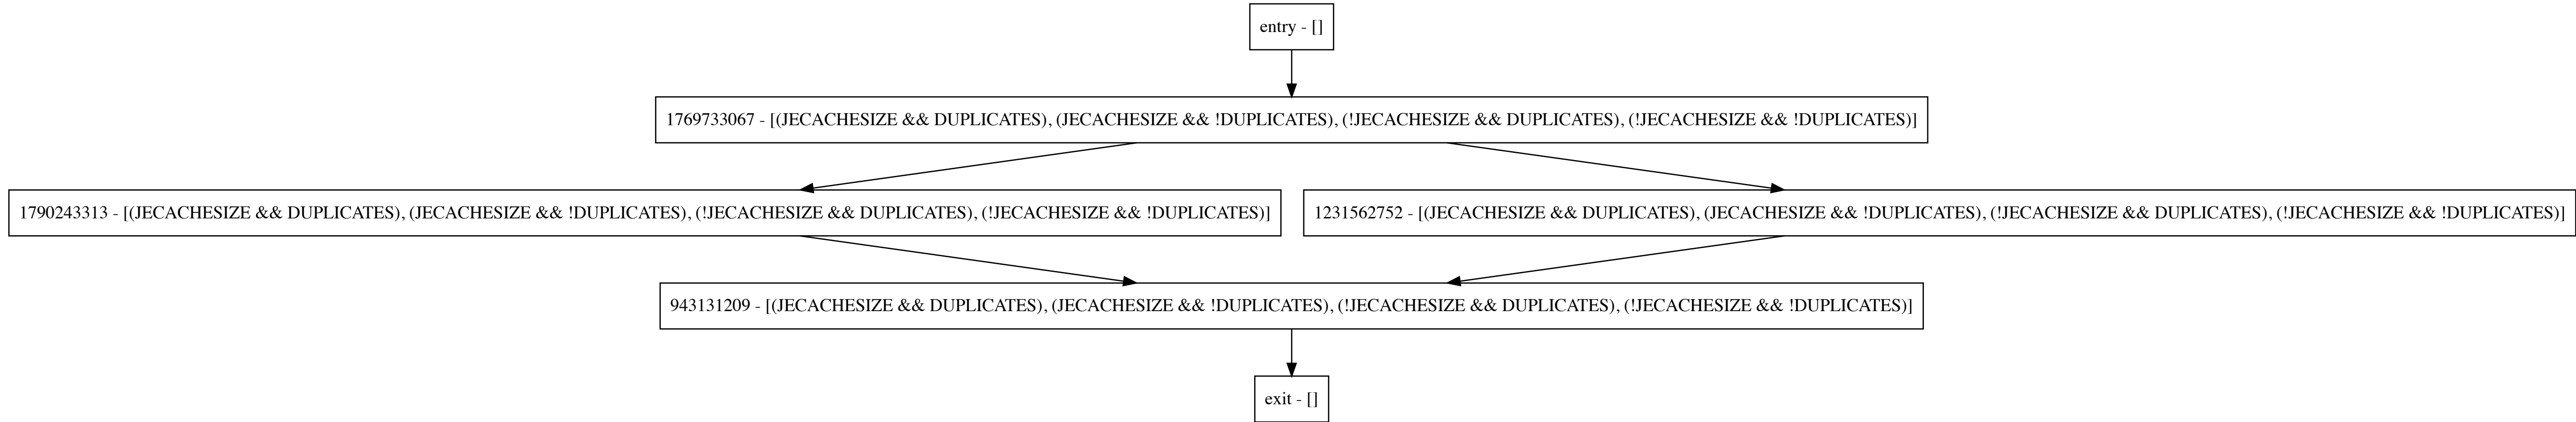 entry - []
1769733067 - [(JECACHESIZE && DUPLICATES), (JECACHESIZE && !DUPLICATES), (!JECACHESIZE && DUPLICATES), (!JECACHESIZE && !DUPLICATES)]
1790243313 - [(JECACHESIZE && DUPLICATES), (JECACHESIZE && !DUPLICATES), (!JECACHESIZE && DUPLICATES), (!JECACHESIZE && !DUPLICATES)]
1231562752 - [(JECACHESIZE && DUPLICATES), (JECACHESIZE && !DUPLICATES), (!JECACHESIZE && DUPLICATES), (!JECACHESIZE && !DUPLICATES)]
943131209 - [(JECACHESIZE && DUPLICATES), (JECACHESIZE && !DUPLICATES), (!JECACHESIZE && DUPLICATES), (!JECACHESIZE && !DUPLICATES)]
exit - []